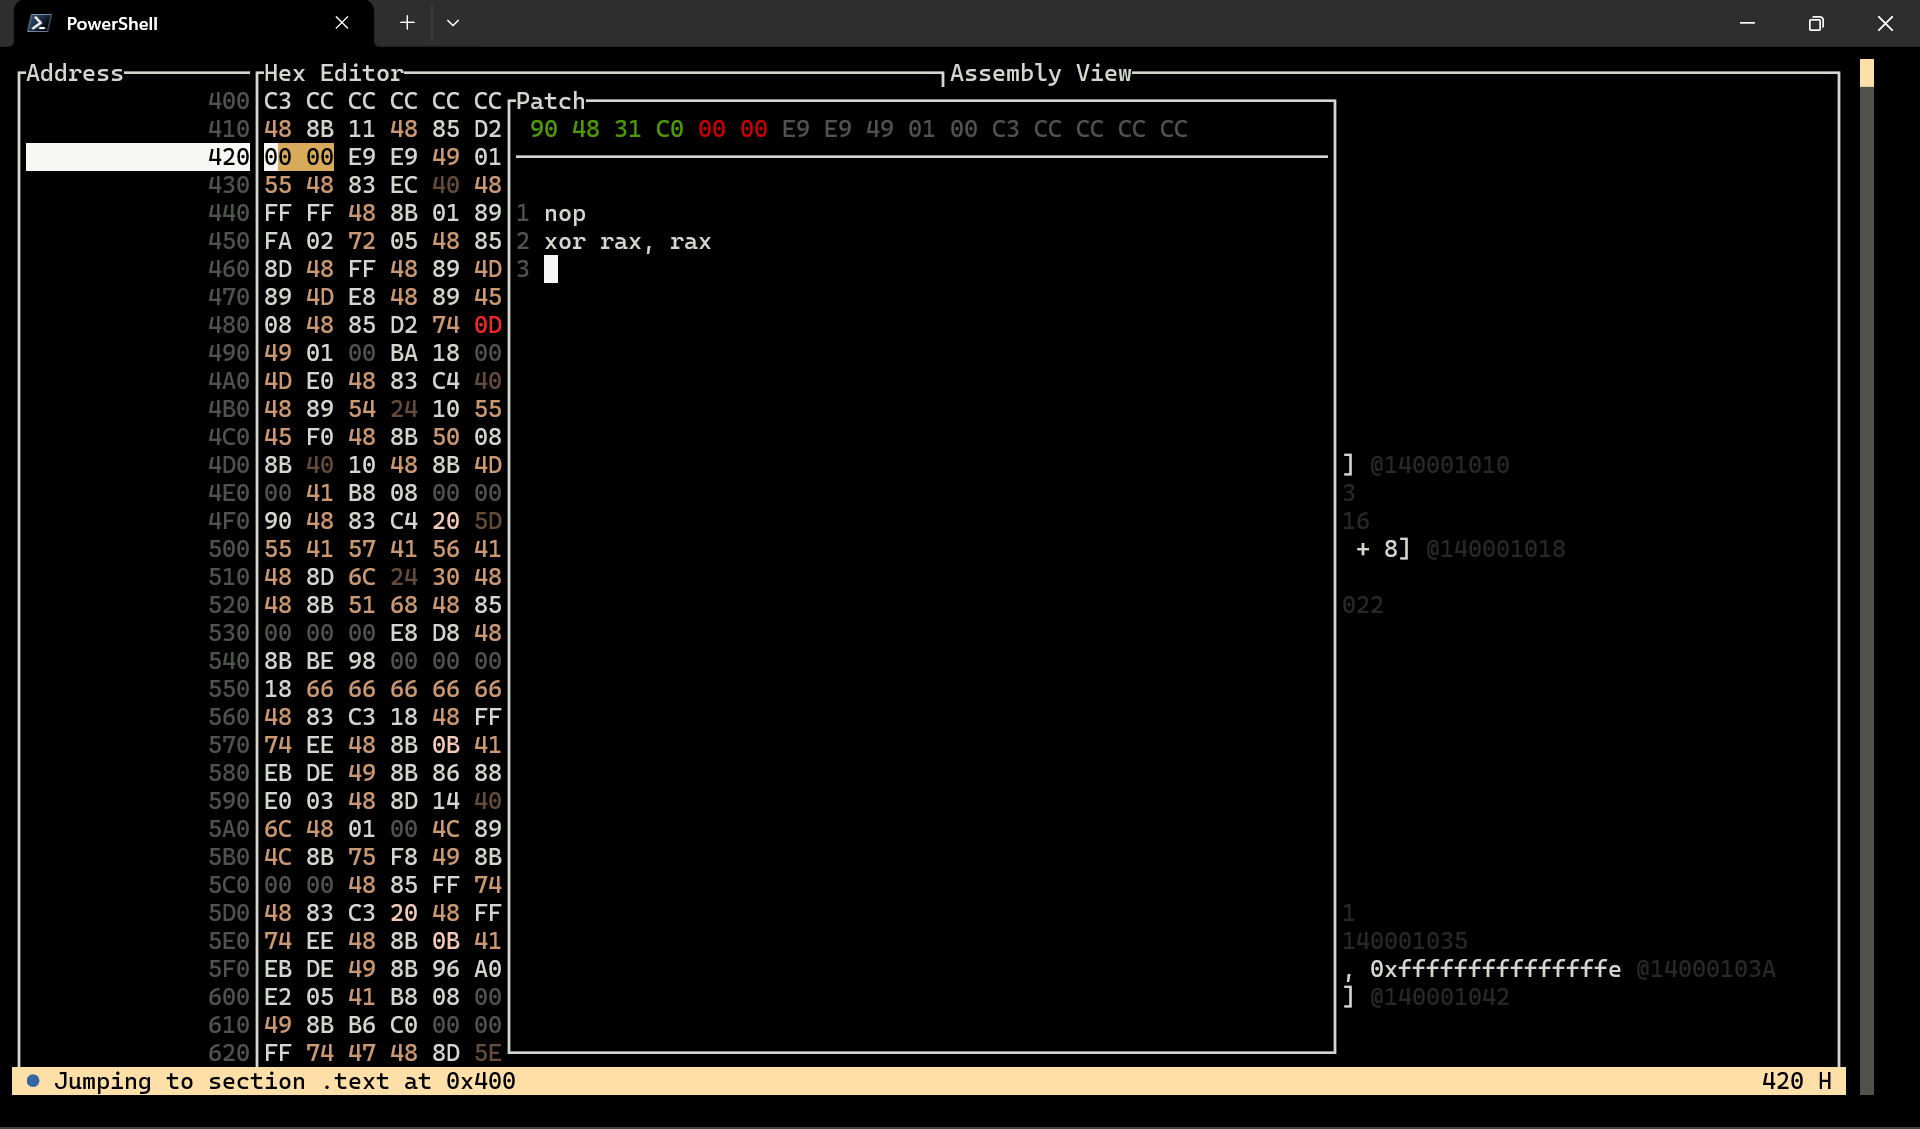 PowerShell
Address Hex Editor Assembly View
400 C3 CC CC CC CC CC Patch
410 48 8B 11 48 85 D2 90 48 31 C0 00 00 E9 E9 49 01 00 C3 CC CC CC CC
420 00 00 E9 E9 49 01
430 55 48 83 EC 40 48
440 FF FF 48 8B 01 89 1 nop
450 FA 02 72 05 48 85 2 xor rax, rax
460 8D 48 FF 48 89 4D 3
470 89 4D E8 48 89 45
480 08 48 85 D2 74 0D
490 49 01 00 BA 18 00
4A0 4D E0 48 83 C4 40
4B0 48 89 54 24 10 55
4C0 45 F0 48 8B 50 08
4D0 8B 40 10 48 8B 4D ] @140001010
4E0 00 41 B8 08 00 00 3
4F0 90 48 83 C4 20 5D 16
500 55 41 57 41 56 41 + 8] @140001018
510 48 8D 6C 24 30 48
520 48 8B 51 68 48 85 022
530 00 00 00 E8 D8 48
540 8B BE 98 00 00 00
550 18 66 66 66 66 66
560 48 83 C3 18 48 FF
570 74 EE 48 8B 0B 41
580 EB DE 49 8B 86 88
590 E0 03 48 8D 14 40
5A0 6C 48 01 00 4C 89
5B0 4C 8B 75 F8 49 8B
5C0 00 00 48 85 FF 74
5D0 48 83 C3 20 48 FF 1
5E0 74 EE 48 8B 0B 41 140001035
5F0 EB DE 49 8B 96 A0 , 0xfffffffffffffffe @14000103A
600 E2 05 41 B8 08 00 ] @140001042
610 49 8B B6 C0 00 00
620 FF 74 47 48 8D 5E
Jumping to section .text at 0x400 420 H